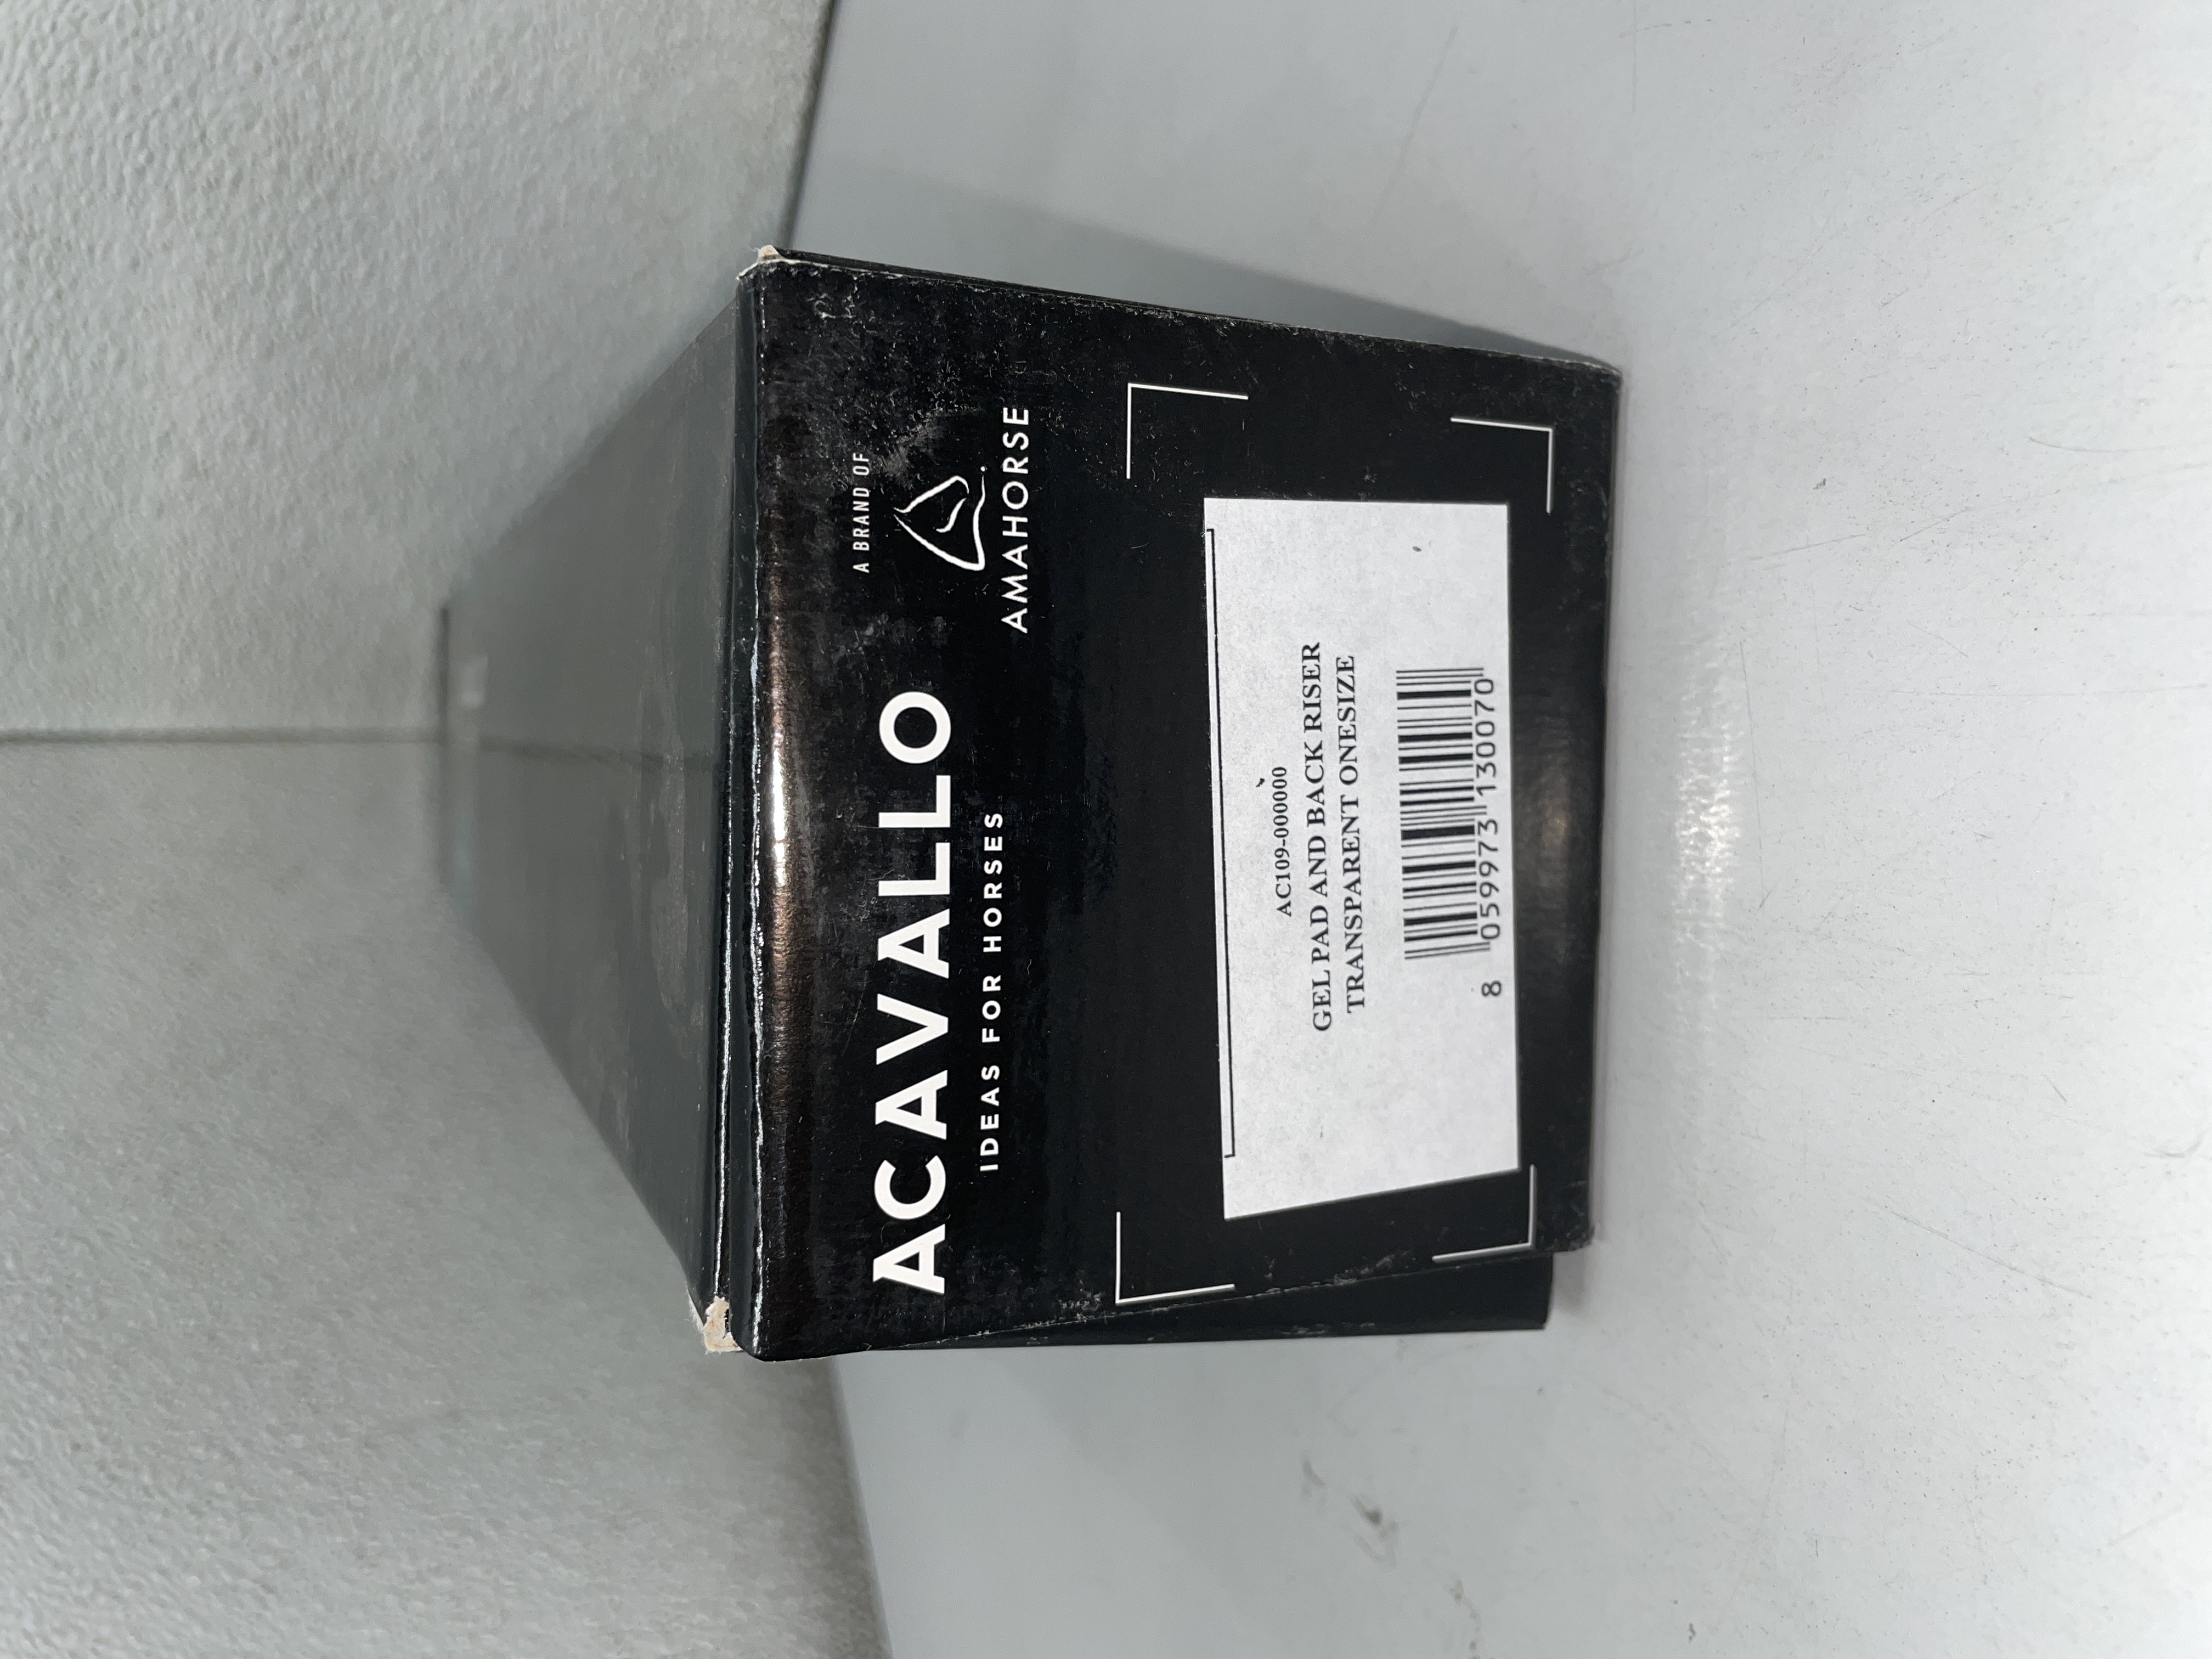 ACAVALLO
IDEAS FOR HORSES
A BRAND OF
AMAHORSE
AC109-000000
GEL PAD AND BACK RISER
TRANSPARENT ONESIZE
8 059973 130070